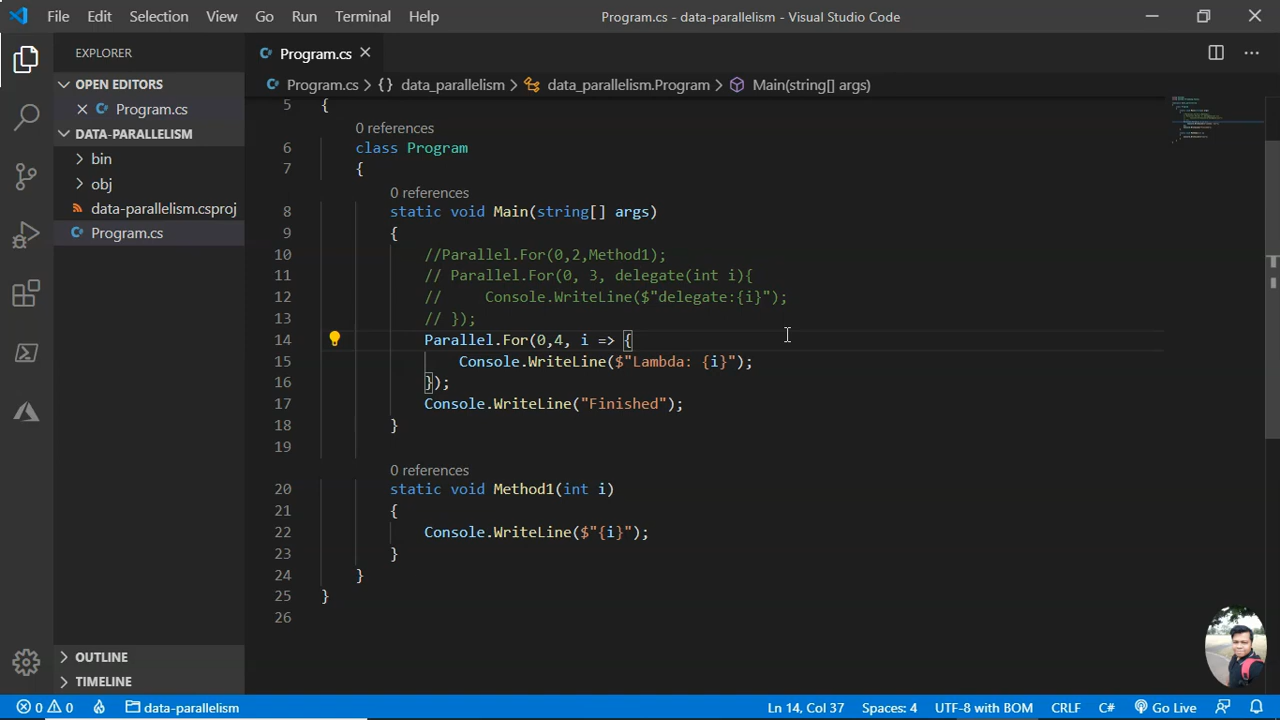 File Edit Selection View Go Run Terminal Help Program.cs - data-parallelism - Visual Studio Code
EXPLORER
OPEN EDITORS
Program.cs
DATA-PARALLELISM
bin
obj
data-parallelism.csproj
Program.cs
OUTLINE
TIMELINE
Program.cs
Program.cs > {} data_parallelism > data_parallelism.Program > Main(string[] args)
5 {
0 references
6 class Program
7 {
0 references
8 static void Main(string[] args)
9 {
10 //Parallel.For(0,2,Method1);
11 // Parallel.For(0, 3, delegate(int i){
12 //     Console.WriteLine($"delegate:{i}");
13 // });
14 Parallel.For(0,4, i => {
15 Console.WriteLine($"Lambda: {i}");
16 });
17 Console.WriteLine("Finished");
18 }
19
0 references
20 static void Method1(int i)
21 {
22 Console.WriteLine($"{i}");
23 }
24 }
25 }
26
0 0 data-parallelism Ln 14, Col 37 Spaces: 4 UTF-8 with BOM CRLF C# Go Live